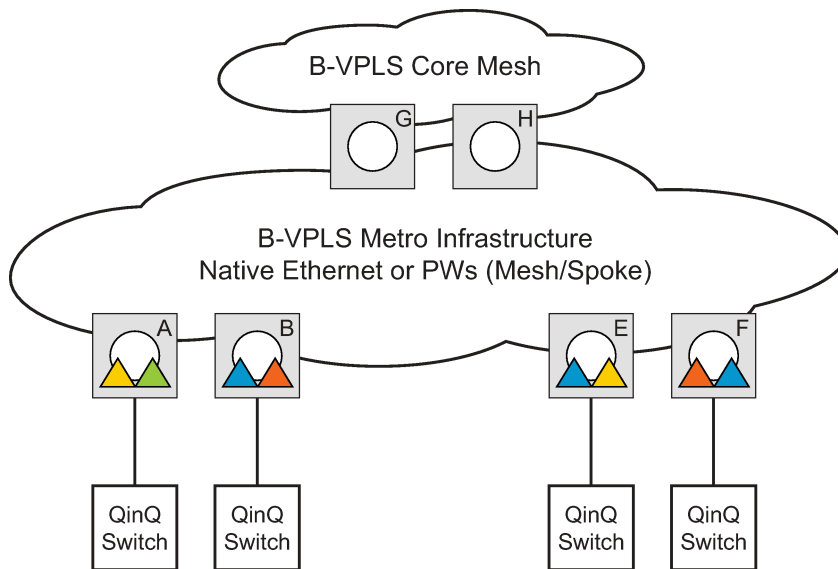 B-VPLS Core Mesh
G
H
B-VPLS Metro Infrastructure
Native Ethernet or PWs (Mesh/Spoke)
A
B
E
F
QinQ
Switch
QinQ
Switch
QinQ
Switch
QinQ
Switch